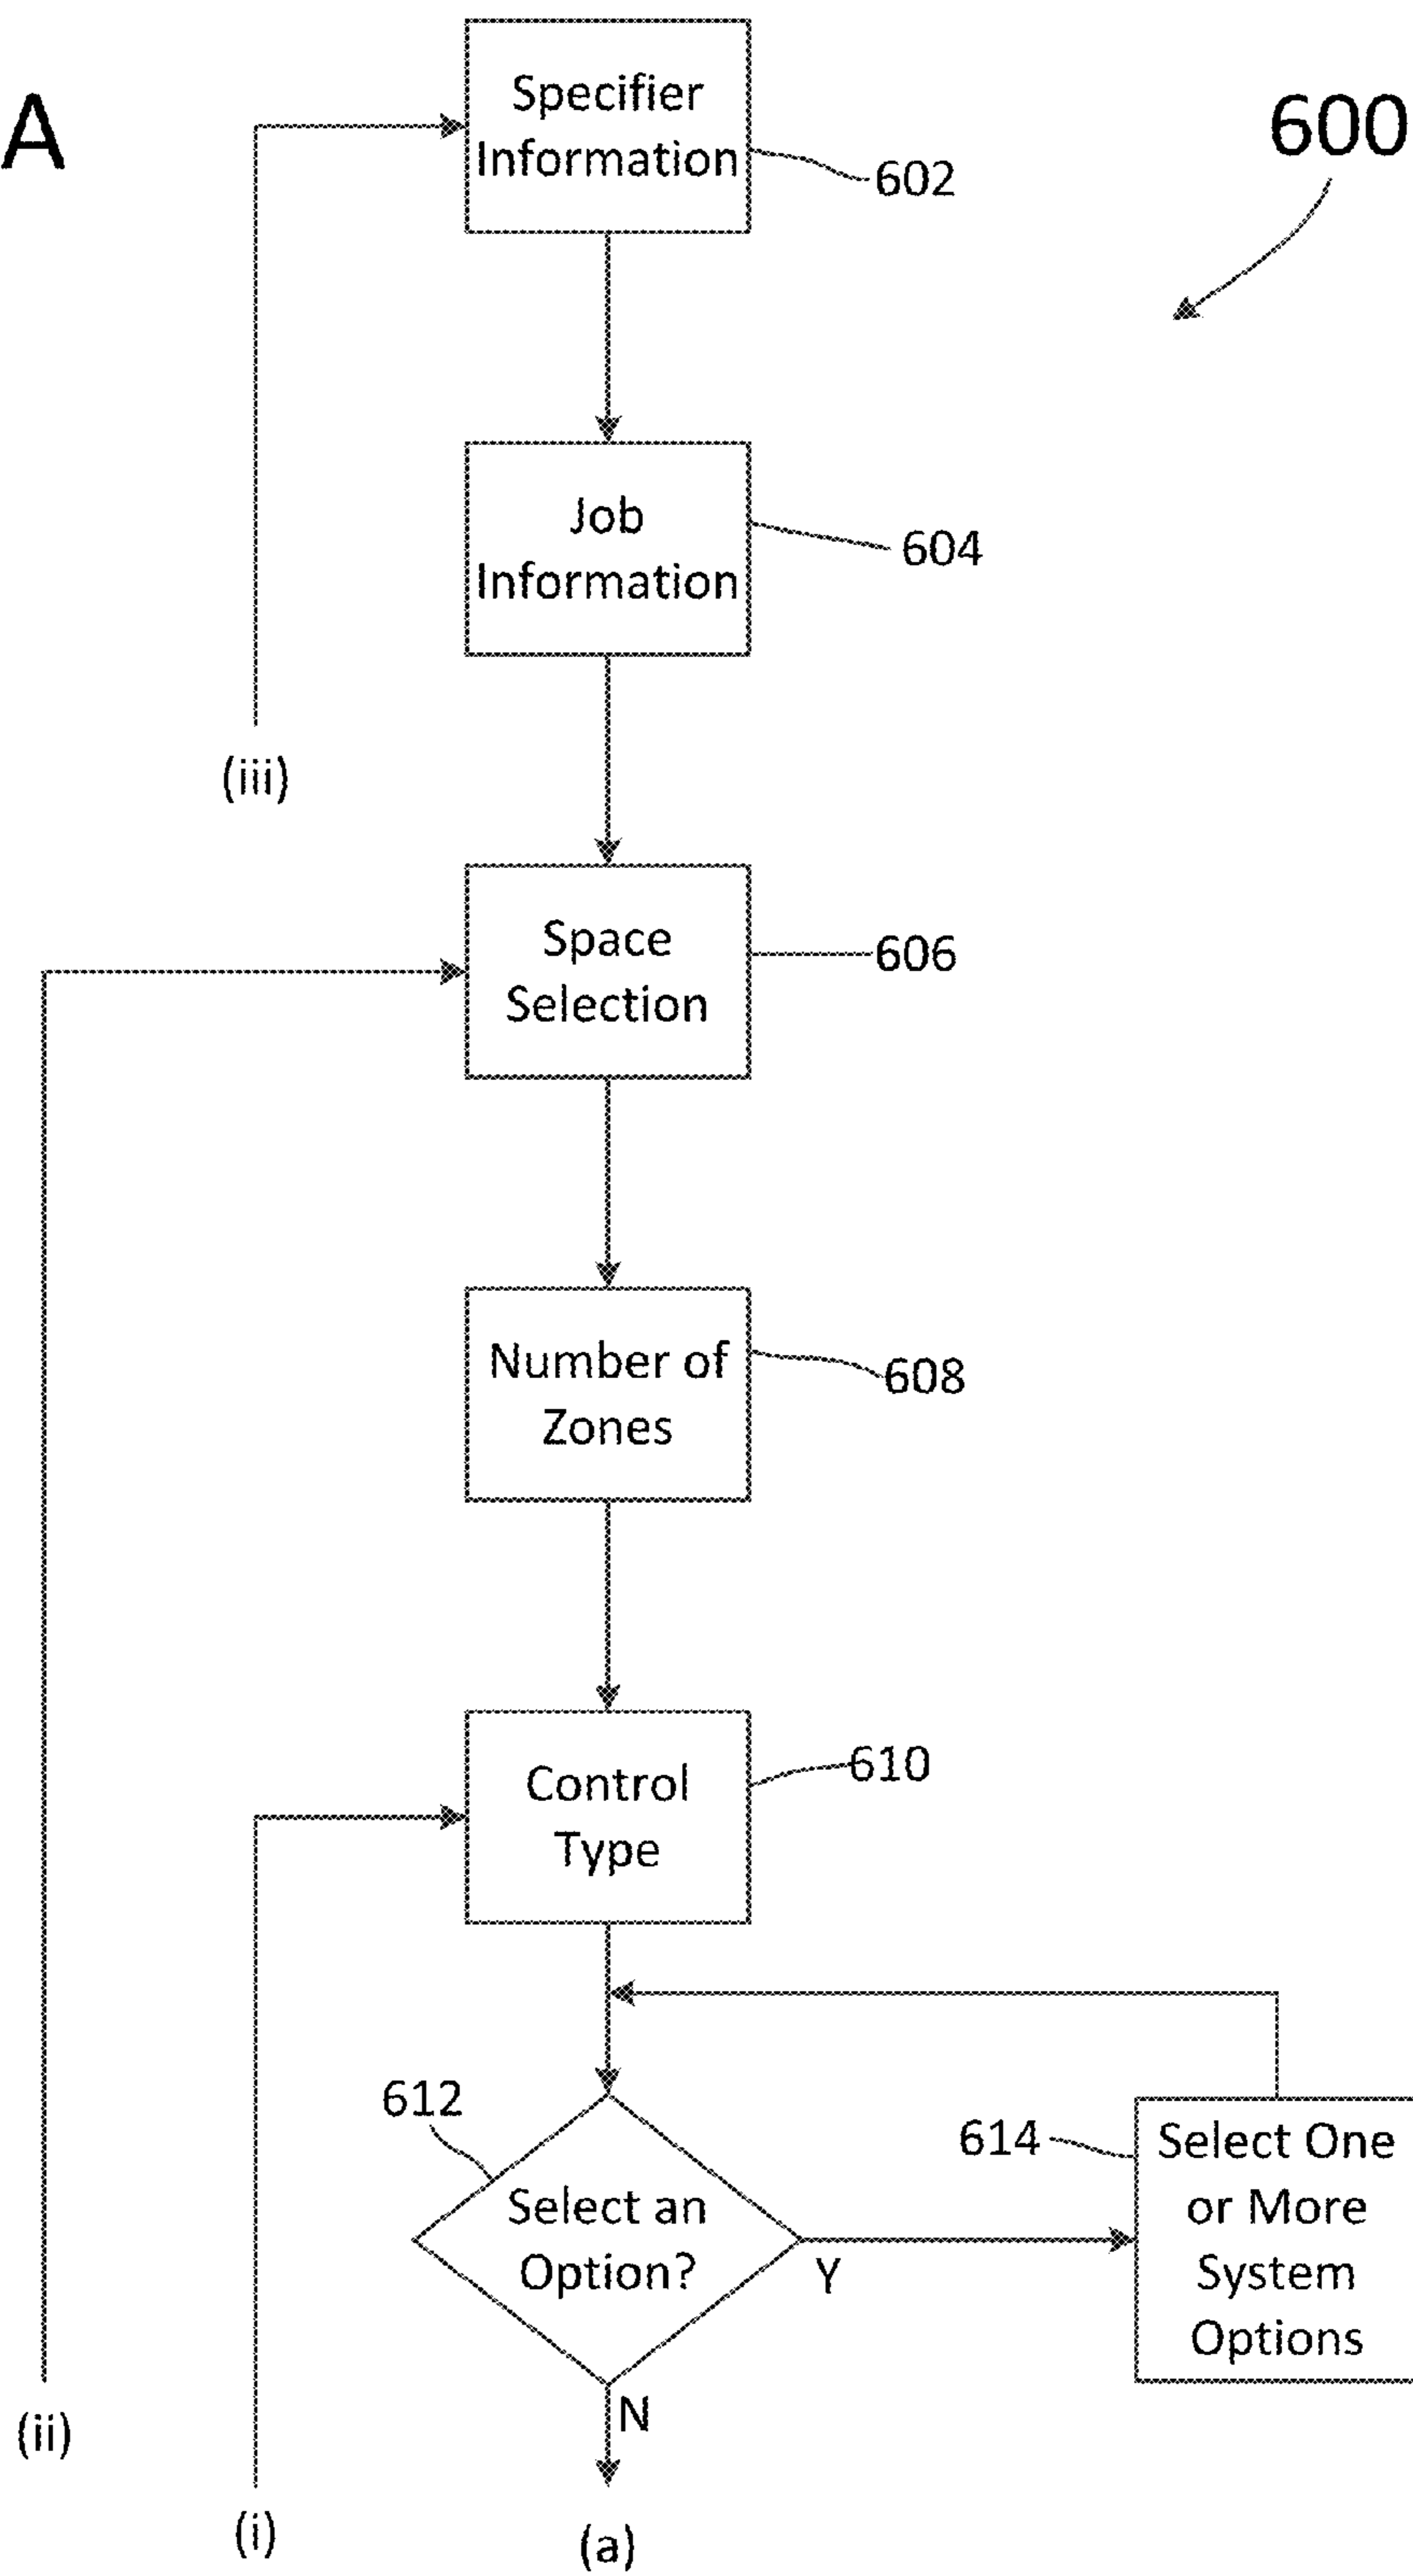 A
600
Specifier
Information
602
Job
Information
604
(iii)
Space
Selection
606
Number of
Zones
608
Control
Type
610
612
Select an
Option?
Y
N
614
Select One
or More
System
Options
(ii)
(i)
(a)